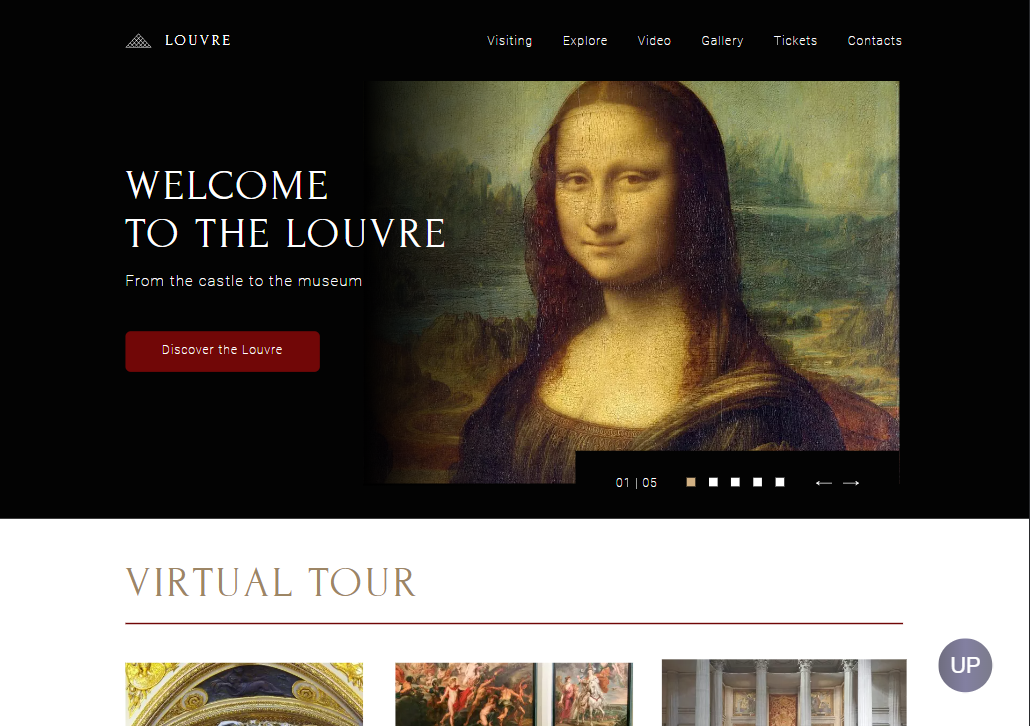 LOUVRE
Visiting Explore Video Gallery Tickets Contacts
WELCOME
TO THE LOUVRE
From the castle to the museum
Discover the Louvre
01 | 05
VIRTUAL TOUR
UP